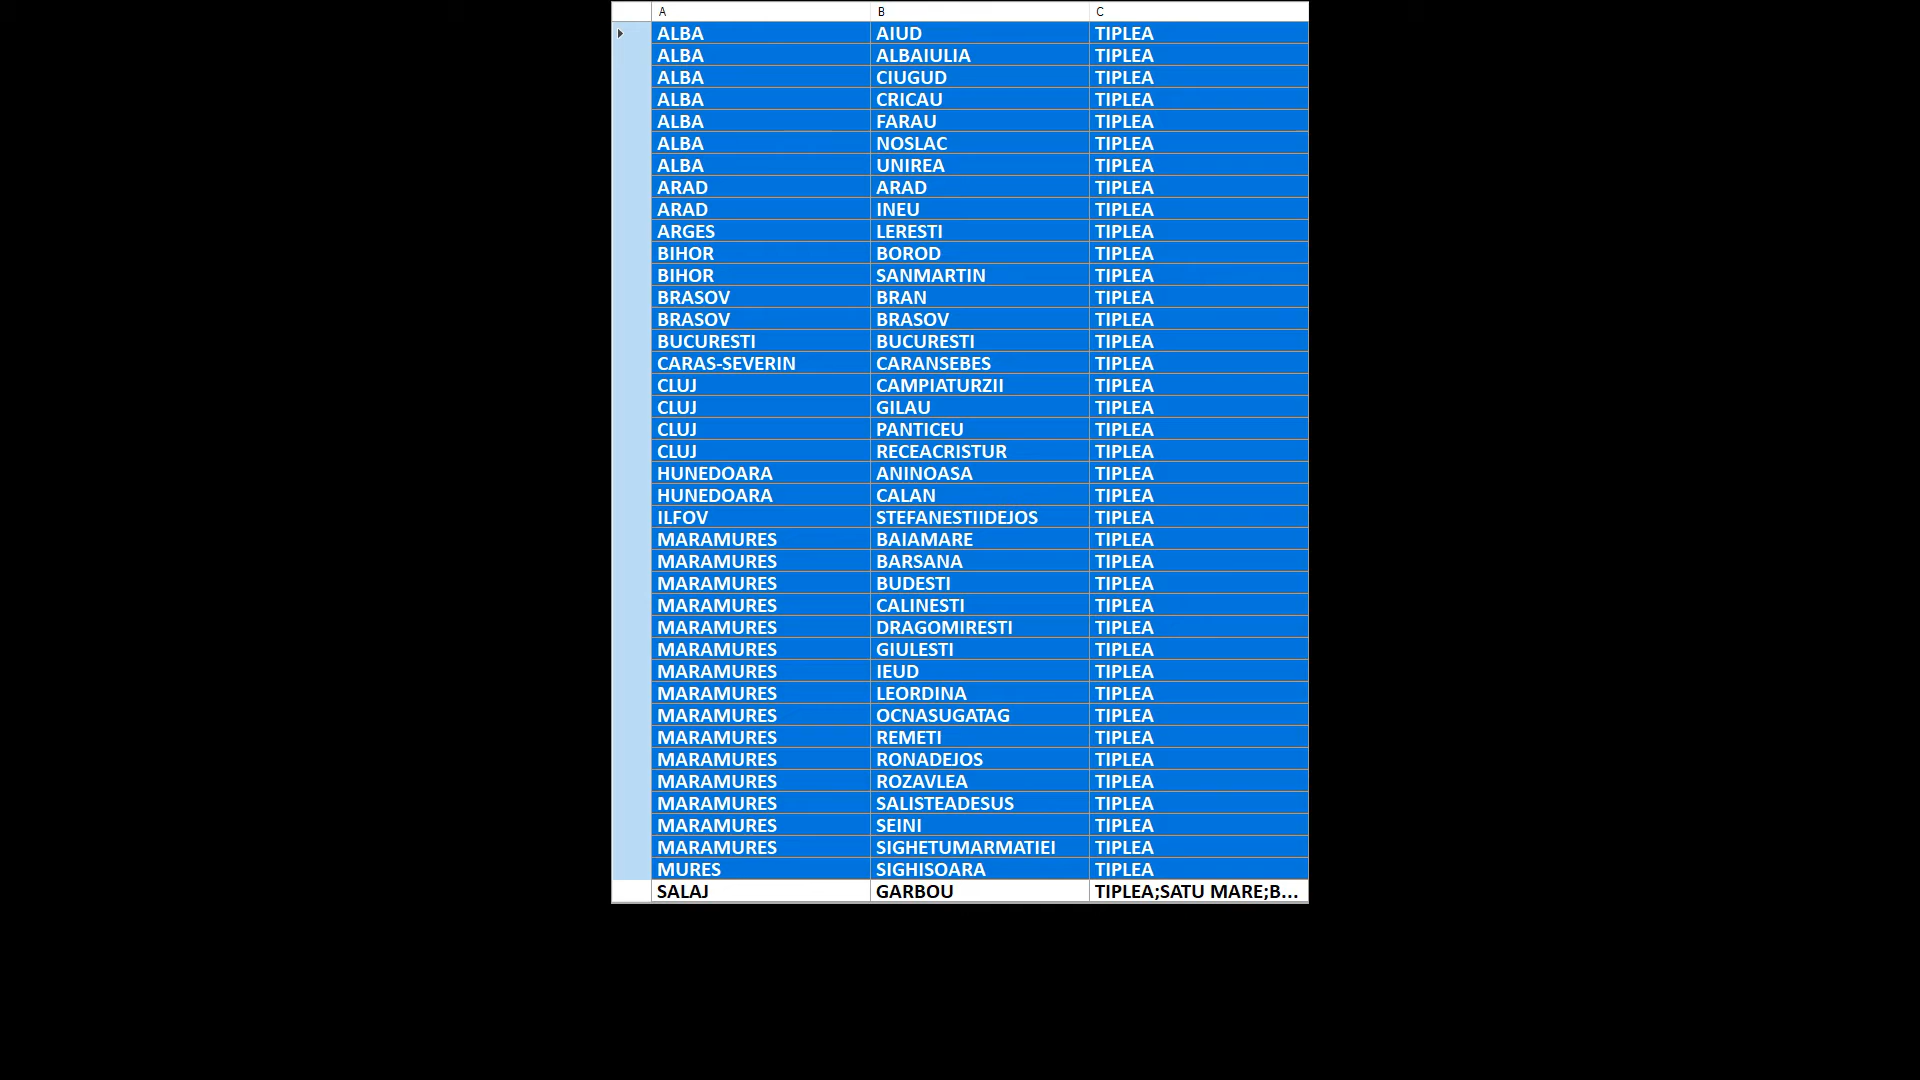 A B C
ALBA AIUD TIPLEA
ALBA ALBAIULIA TIPLEA
ALBA CIUGUD TIPLEA
ALBA CRICAU TIPLEA
ALBA FARAU TIPLEA
ALBA NOSLAC TIPLEA
ALBA UNIREA TIPLEA
ARAD ARAD TIPLEA
ARAD INEU TIPLEA
ARGES LERESTI TIPLEA
BIHOR BOROD TIPLEA
BIHOR SANMARTIN TIPLEA
BRASOV BRAN TIPLEA
BRASOV BRASOV TIPLEA
BUCURESTI BUCURESTI TIPLEA
CARAS-SEVERIN CARANSEBES TIPLEA
CLUJ CAMPIATURZII TIPLEA
CLUJ GILAU TIPLEA
CLUJ PANTICEU TIPLEA
CLUJ RECEACRISTUR TIPLEA
HUNEDOARA ANINOASA TIPLEA
HUNEDOARA CALAN TIPLEA
ILFOV STEFANESTIIDEJOS TIPLEA
MARAMURES BAIAMARE TIPLEA
MARAMURES BARSANA TIPLEA
MARAMURES BUDESTI TIPLEA
MARAMURES CALINESTI TIPLEA
MARAMURES DRAGOMIRESTI TIPLEA
MARAMURES GIULESTI TIPLEA
MARAMURES IEUD TIPLEA
MARAMURES LEORDINA TIPLEA
MARAMURES OCNASUGATAG TIPLEA
MARAMURES REMETI TIPLEA
MARAMURES RONADEJOS TIPLEA
MARAMURES ROZAVLEA TIPLEA
MARAMURES SALISTEADESUS TIPLEA
MARAMURES SEINI TIPLEA
MARAMURES SIGHETUMARMATIEI TIPLEA
MURES SIGHISOARA TIPLEA
SALAJ GARBOU TIPLEA;SATU MARE;B...